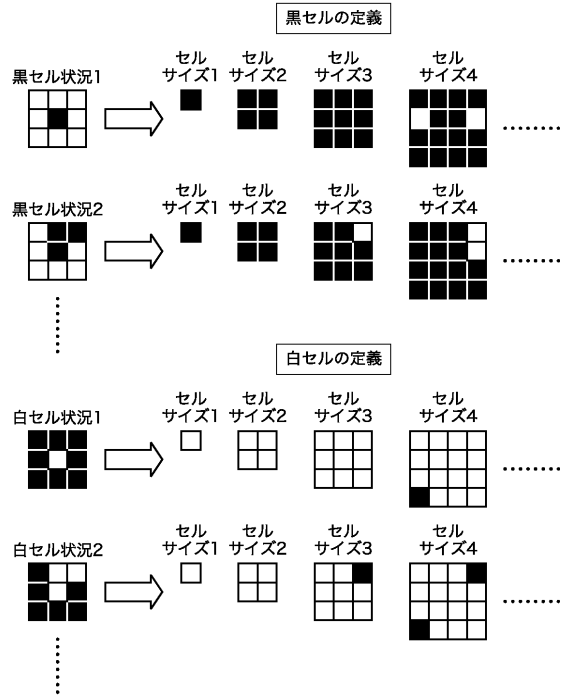 黒セルの定義
黒セル状況1
セル
サイズ1
セル
サイズ2
セル
サイズ3
セル
サイズ4
黒セル状況2
セル
サイズ1
セル
サイズ2
セル
サイズ3
セル
サイズ4
白セルの定義
白セル状況1
セル
サイズ1
セル
サイズ2
セル
サイズ3
セル
サイズ4
白セル状況2
セル
サイズ1
セル
サイズ2
セル
サイズ3
セル
サイズ4